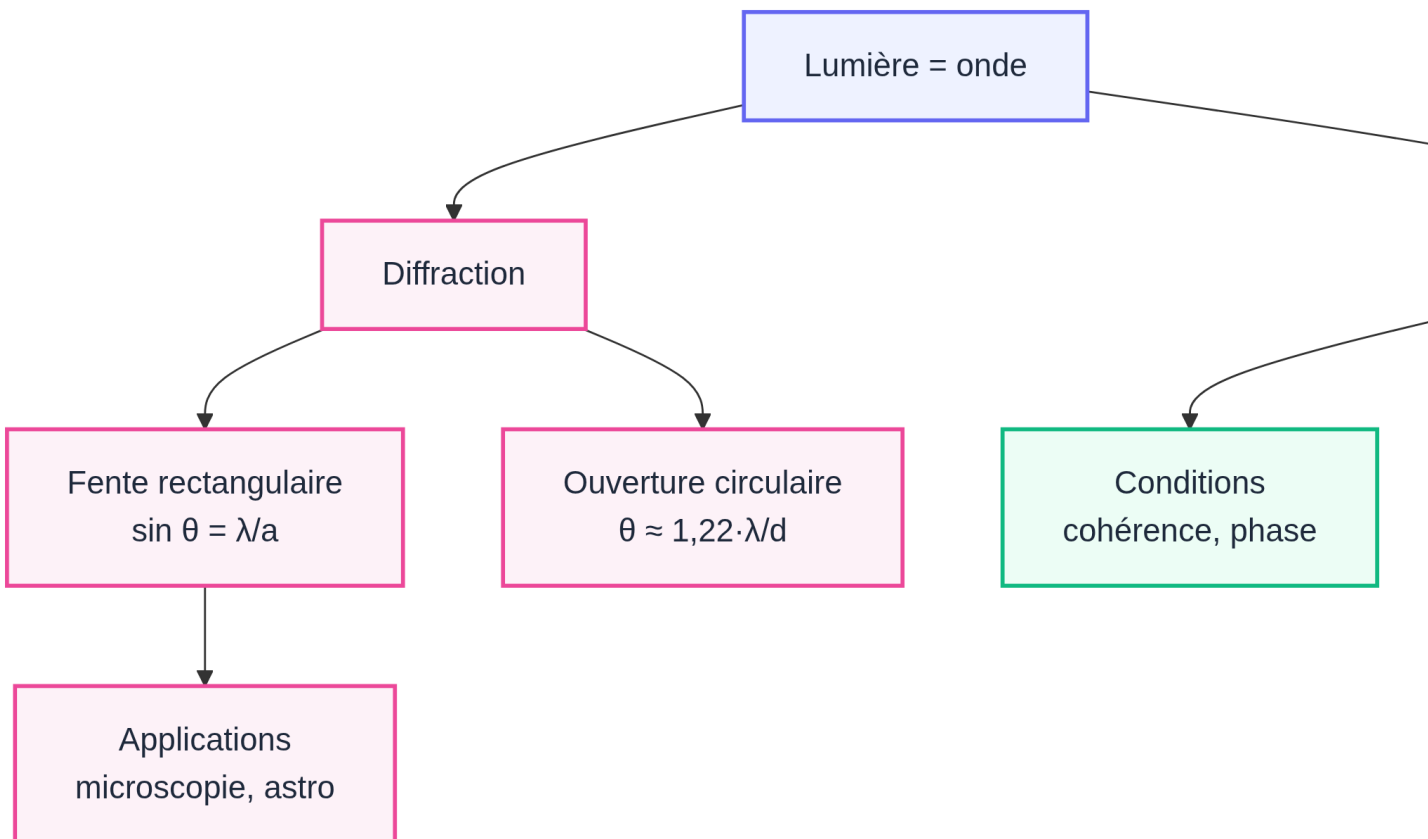 Lumière = onde
Diffraction
Fente rectangulaire
sin θ = λ/a
Ouverture circulaire
θ ≈ 1,22·λ/d
Conditions
cohérence, phase
Applications
microscopie, astro